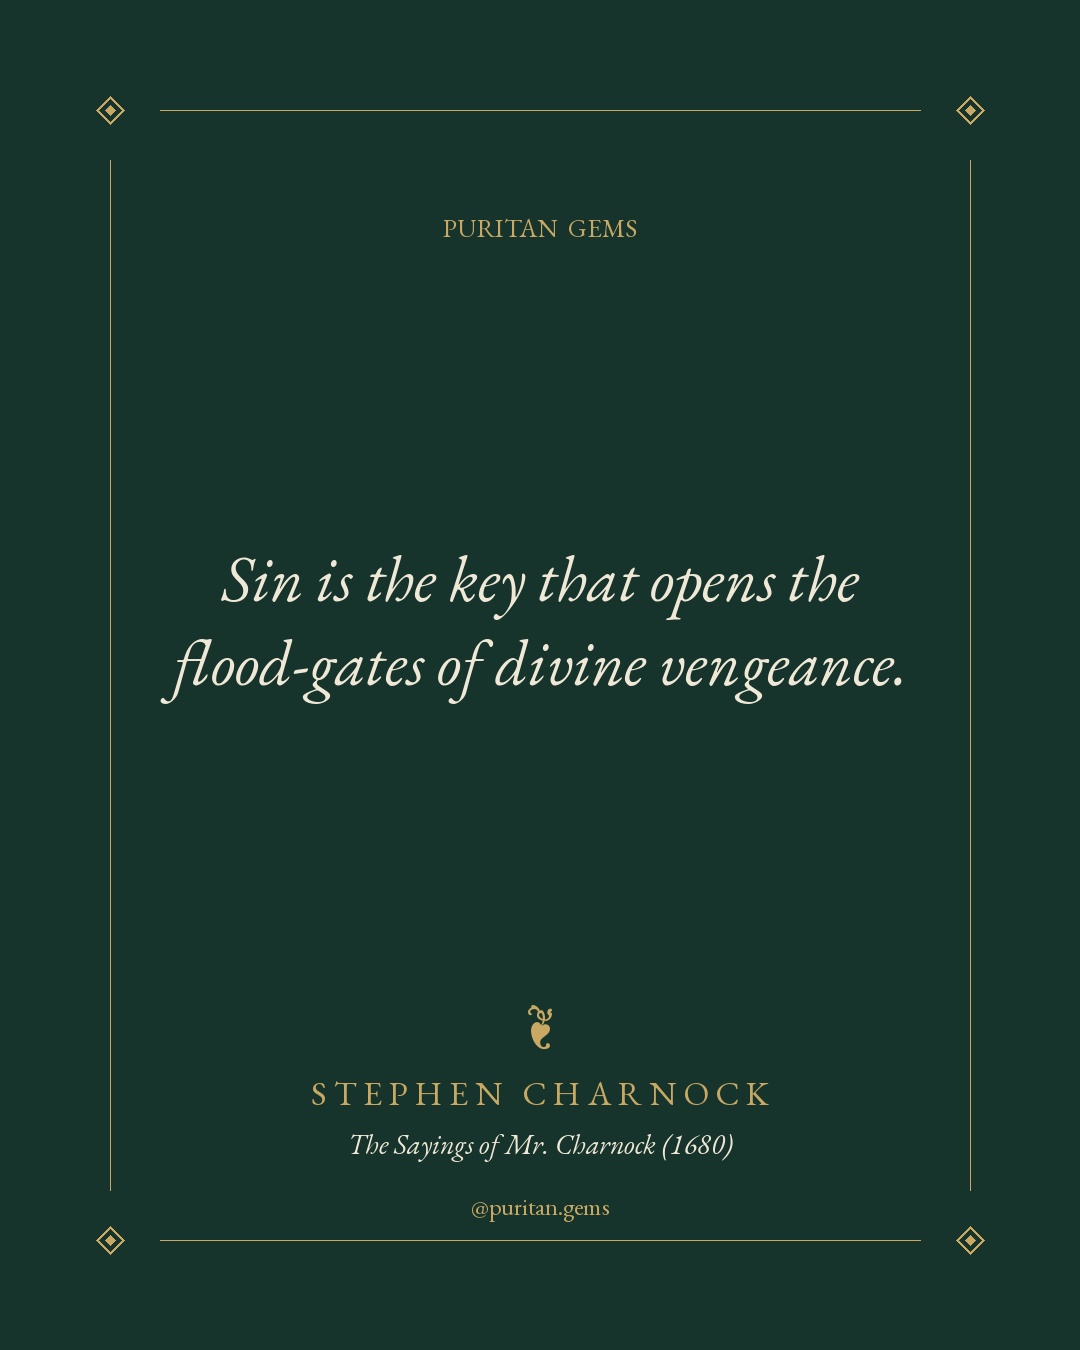 PURITAN GEMS
Sin is the key that opens the
flood-gates of divine vengeance.
STEPHEN CHARNOCK
The Sayings of Mr. Charnock (1680)
@puritan.gems